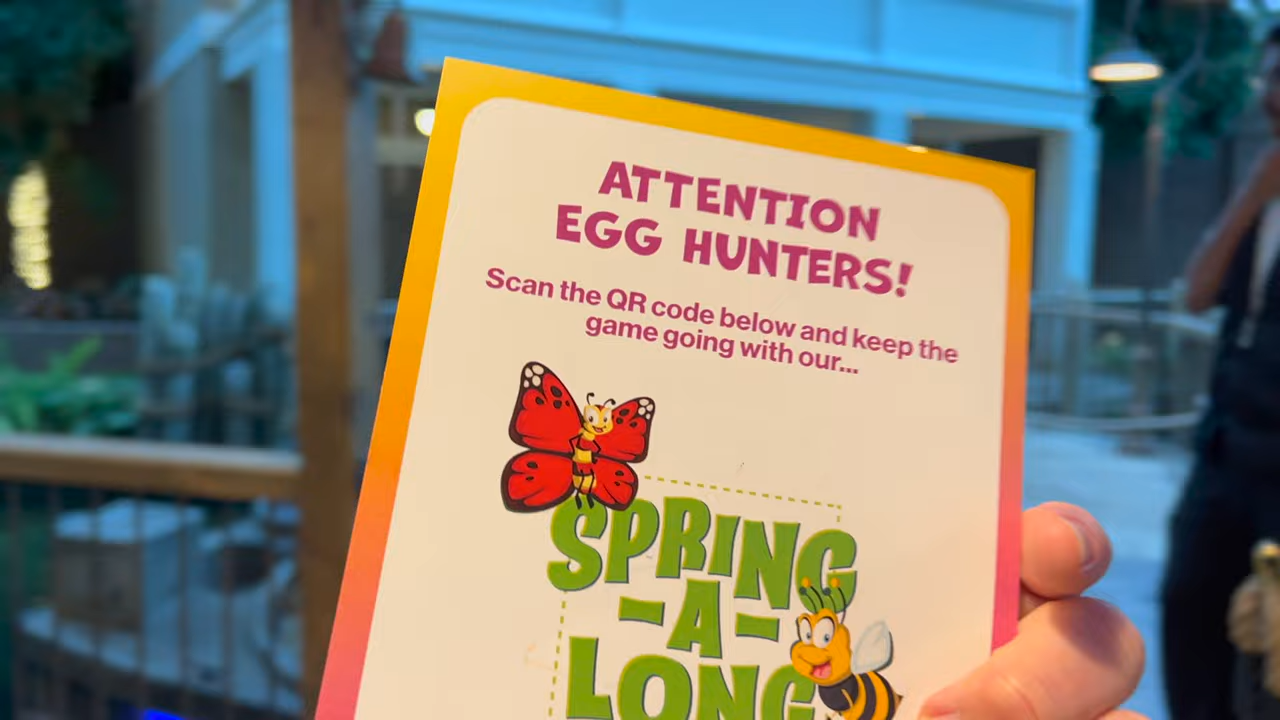 ATTENTION
EGG HUNTERS!
Scan the QR code below and keep the
game going with our...
SPRING
-A-
LONG